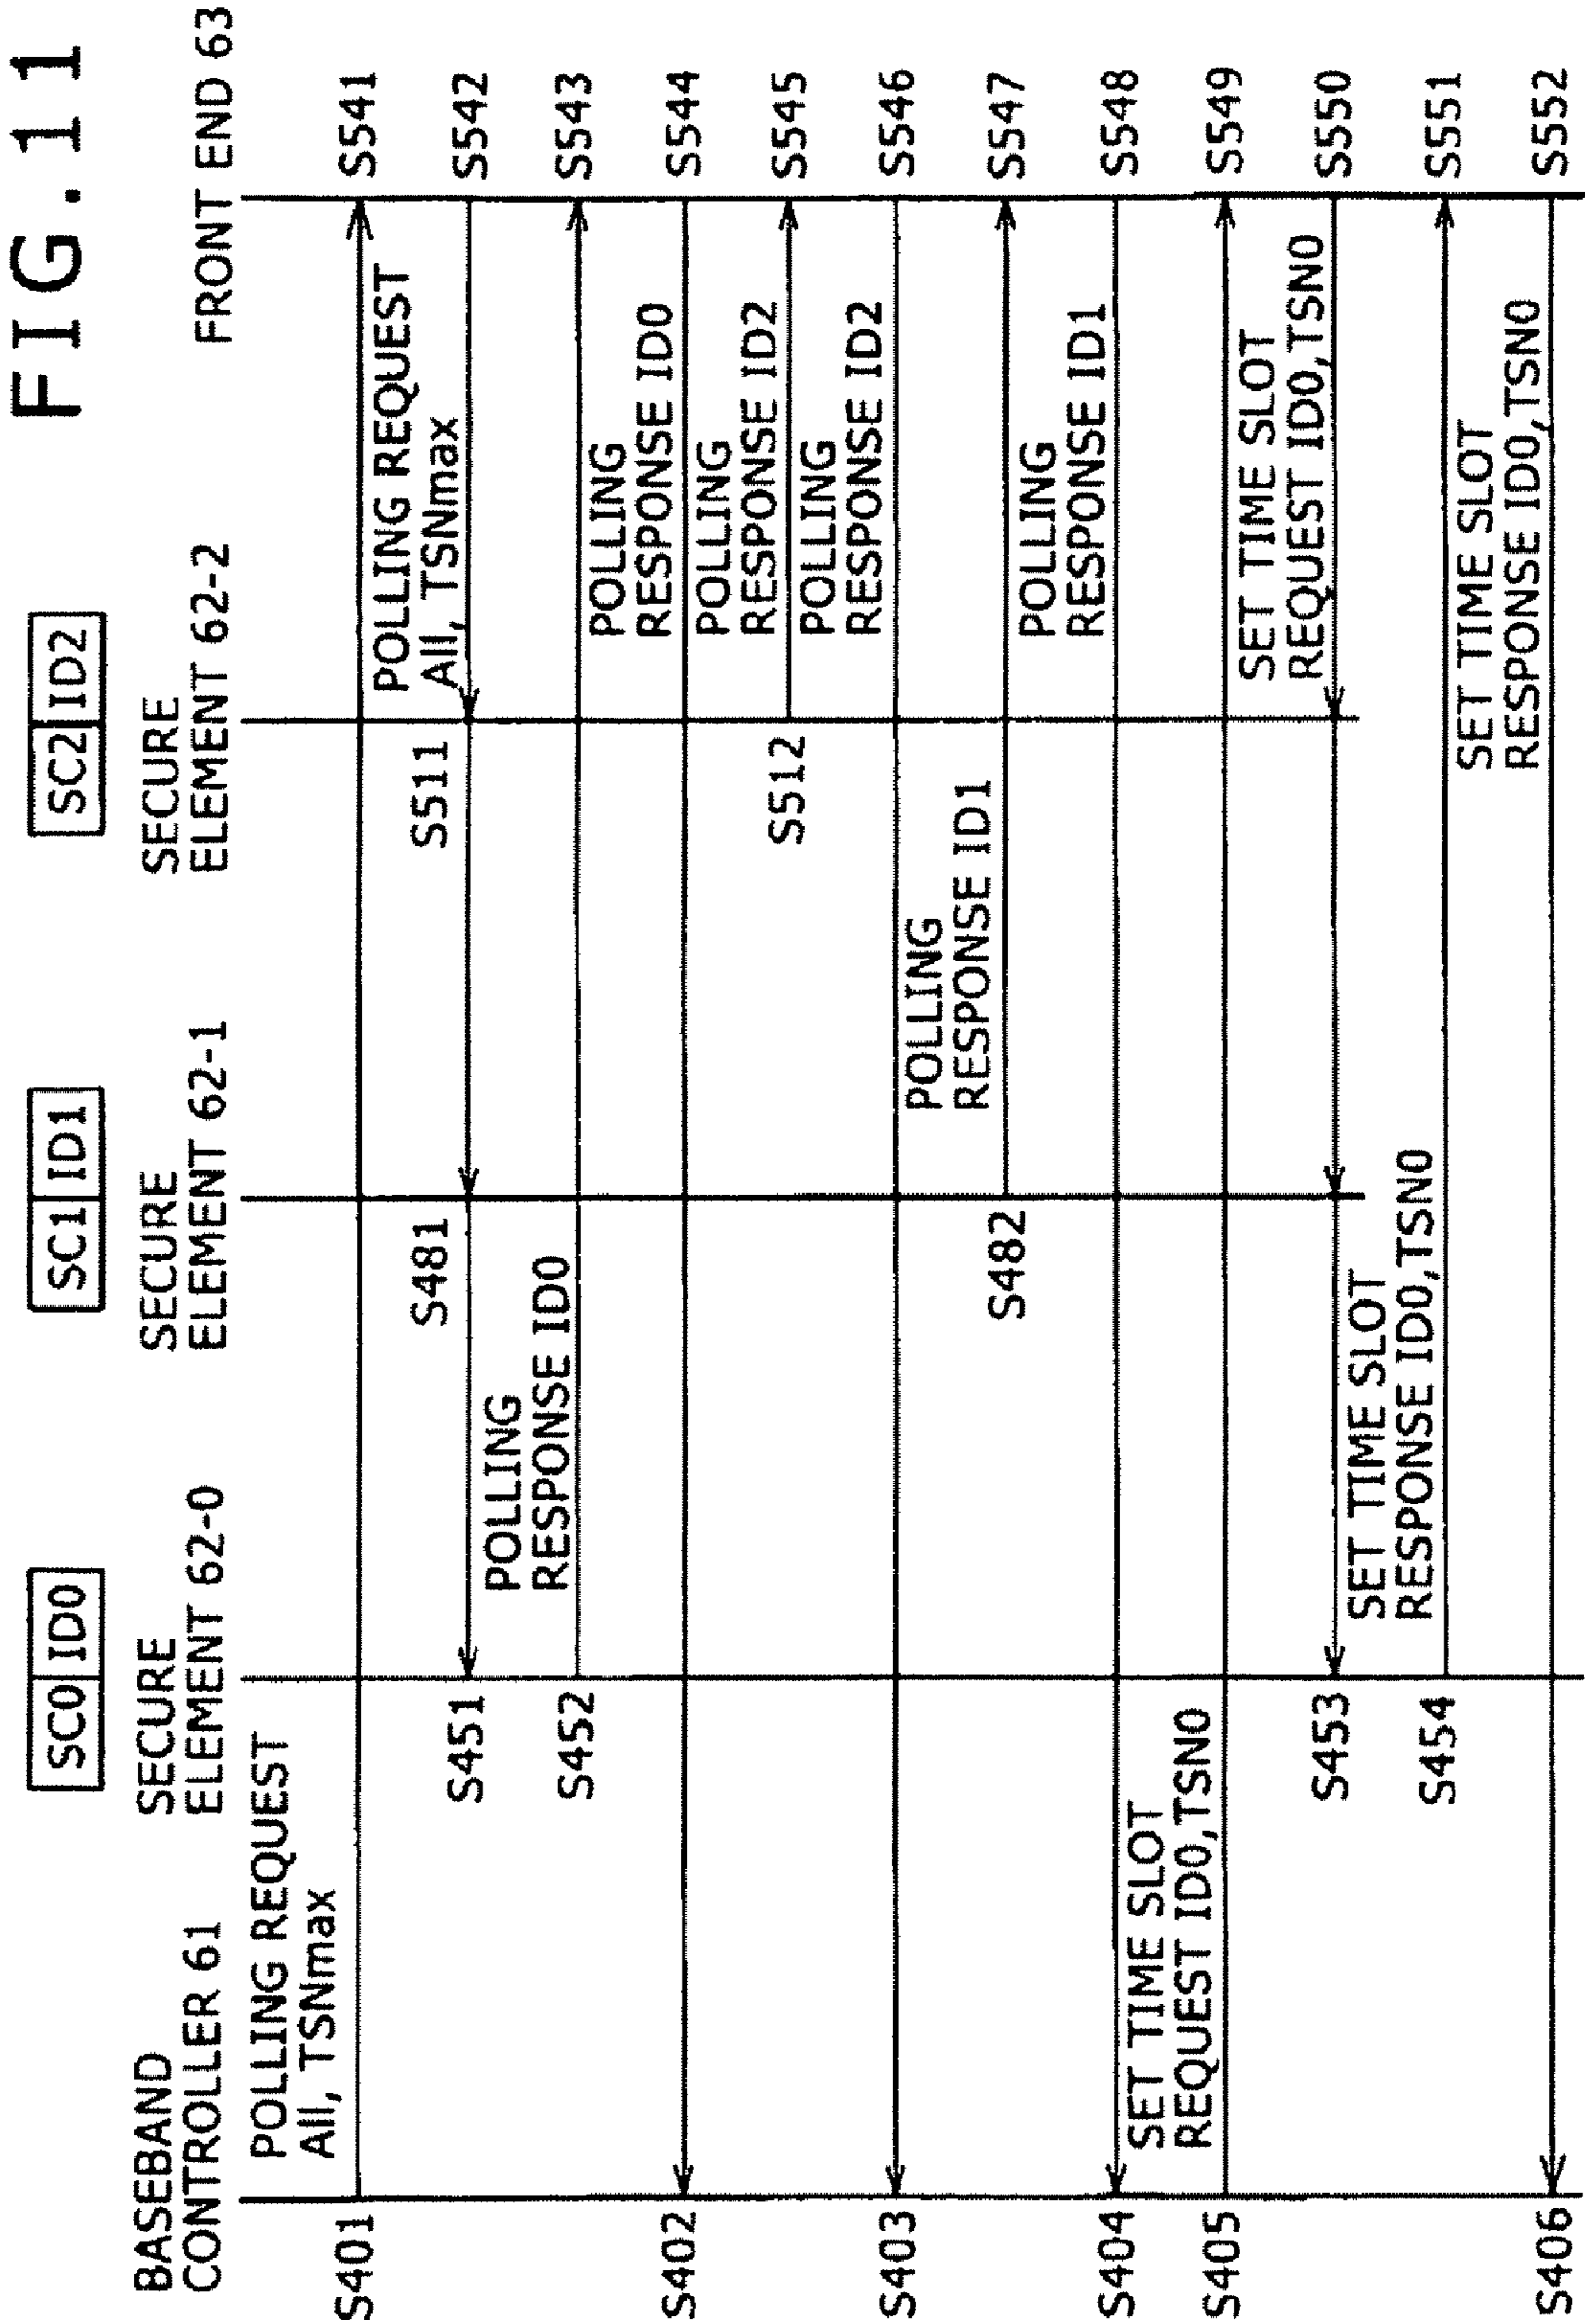 FIG.11
SC0 ID0
SC1 ID1
SC2 ID2
BASEBAND
CONTROLLER 61
SECURE
ELEMENT 62-0
SECURE
ELEMENT 62-1
SECURE
ELEMENT 62-2
FRONT END 63
POLLING REQUEST
All, TSNmax
S401
S541
POLLING REQUEST
All, TSNmax
S451
S481
S511
S542
POLLING
RESPONSE ID0
S452
S543
POLLING
RESPONSE ID0
S402
S544
POLLING
RESPONSE ID2
S512
S545
POLLING
RESPONSE ID2
S403
S546
POLLING
RESPONSE ID1
S482
S547
POLLING
RESPONSE ID1
S404
S548
SET TIME SLOT
REQUEST ID0,TSN0
S405
S549
SET TIME SLOT
REQUEST ID0,TSN0
S453
S550
SET TIME SLOT
RESPONSE ID0,TSN0
S454
S551
SET TIME SLOT
RESPONSE ID0,TSN0
S406
S552